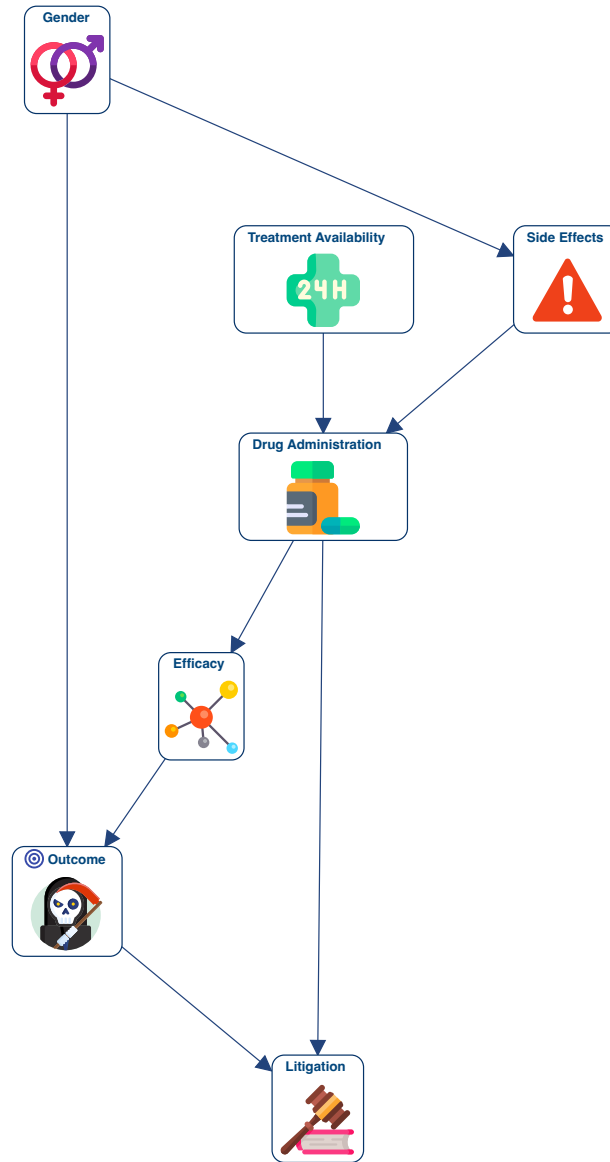 Gender
Treatment Availability
Side Effects
24H
Drug Administration
Efficacy
Outcome
Litigation